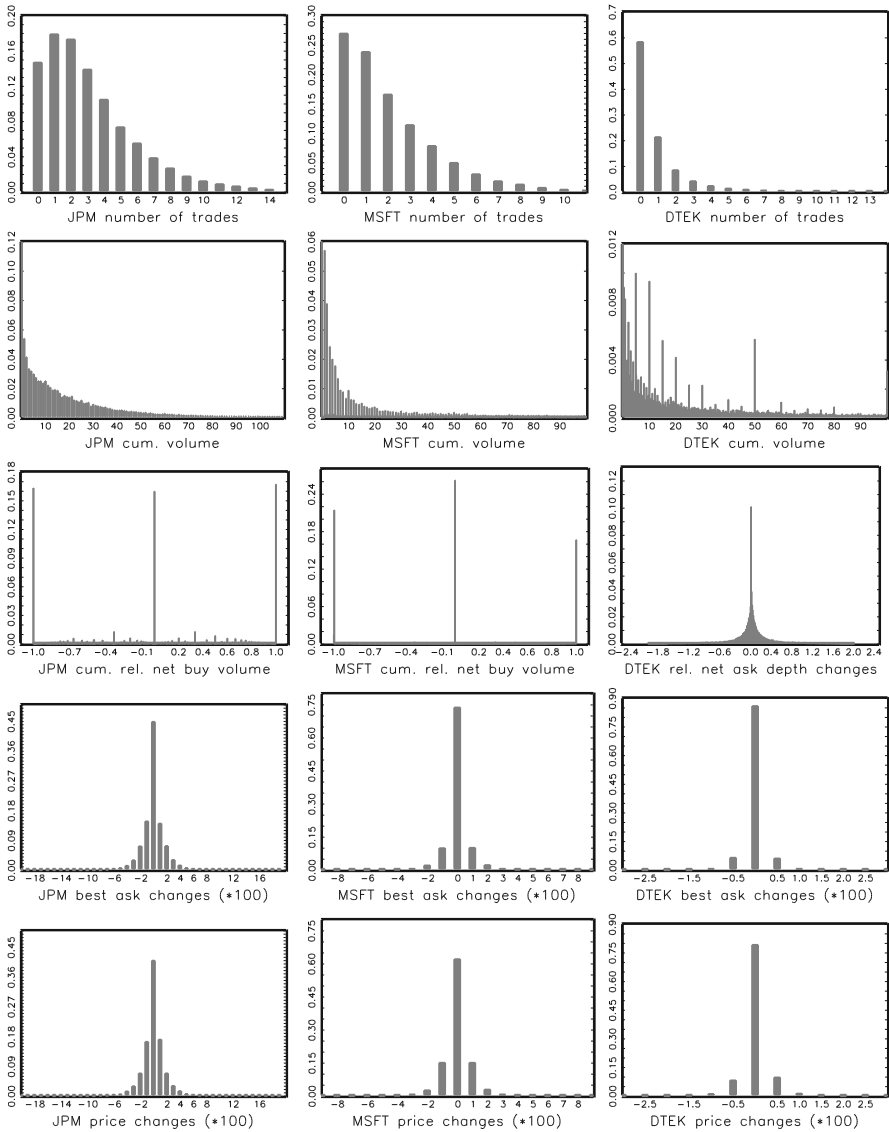 0.00 0.04 0.08 0.12 0.16 0.20
0 1 2 3 4 5 6 7 8 9 10 12 14
JPM number of trades
0.00 0.05 0.10 0.15 0.20 0.25 0.30
0 1 2 3 4 5 6 7 8 9 10
MSFT number of trades
0.0 0.1 0.2 0.3 0.4 0.5 0.6 0.7
0 1 2 3 4 5 6 7 8 9 10 11 12 13
DTEK number of trades
0.00 0.02 0.04 0.06 0.08 0.10 0.12
10 20 30 40 50 60 70 80 90 100
JPM cum. volume
0.00 0.01 0.02 0.03 0.04 0.05 0.06
10 20 30 40 50 60 70 80 90
MSFT cum. volume
0.000 0.004 0.008 0.012
10 20 30 40 50 60 70 80 90
DTEK cum. volume
0.00 0.03 0.06 0.09 0.12 0.15 0.18
-1.0 -0.7 -0.4 -0.1 0.2 0.4 0.6 0.8 1.0
JPM cum. rel. net buy volume
0.00 0.06 0.12 0.18 0.24
-1.0 -0.7 -0.4 -0.1 0.2 0.4 0.6 0.8 1.0
MSFT cum. rel. net buy volume
0.00 0.02 0.04 0.06 0.08 0.10 0.12
-2.4 -1.8 -1.2 -0.6 0.0 0.4 0.8 1.2 1.6 2.0 2.4
DTEK rel. net ask depth changes
0.00 0.09 0.18 0.27 0.36 0.45
-18 -14 -10 -6 -2 2 4 6 8 12 16
JPM best ask changes (*100)
0.00 0.15 0.30 0.45 0.60 0.75
-8 -6 -4 -2 0 1 2 3 4 5 6 7 8
MSFT best ask changes (*100)
0.00 0.15 0.30 0.45 0.60 0.75 0.90
-2.5 -1.5 -0.5 0.5 1.0 1.5 2.0 2.5
DTEK best ask changes (*100)
0.00 0.09 0.18 0.27 0.36 0.45
-18 -14 -10 -6 -2 2 4 6 8 12 16
JPM price changes (*100)
0.00 0.15 0.30 0.45 0.60 0.75
-8 -6 -4 -2 0 1 2 3 4 5 6 7 8
MSFT price changes (*100)
0.00 0.15 0.30 0.45 0.60 0.75 0.90
-2.5 -1.5 -0.5 0.5 1.0 1.5 2.0 2.5
DTEK price changes (*100)